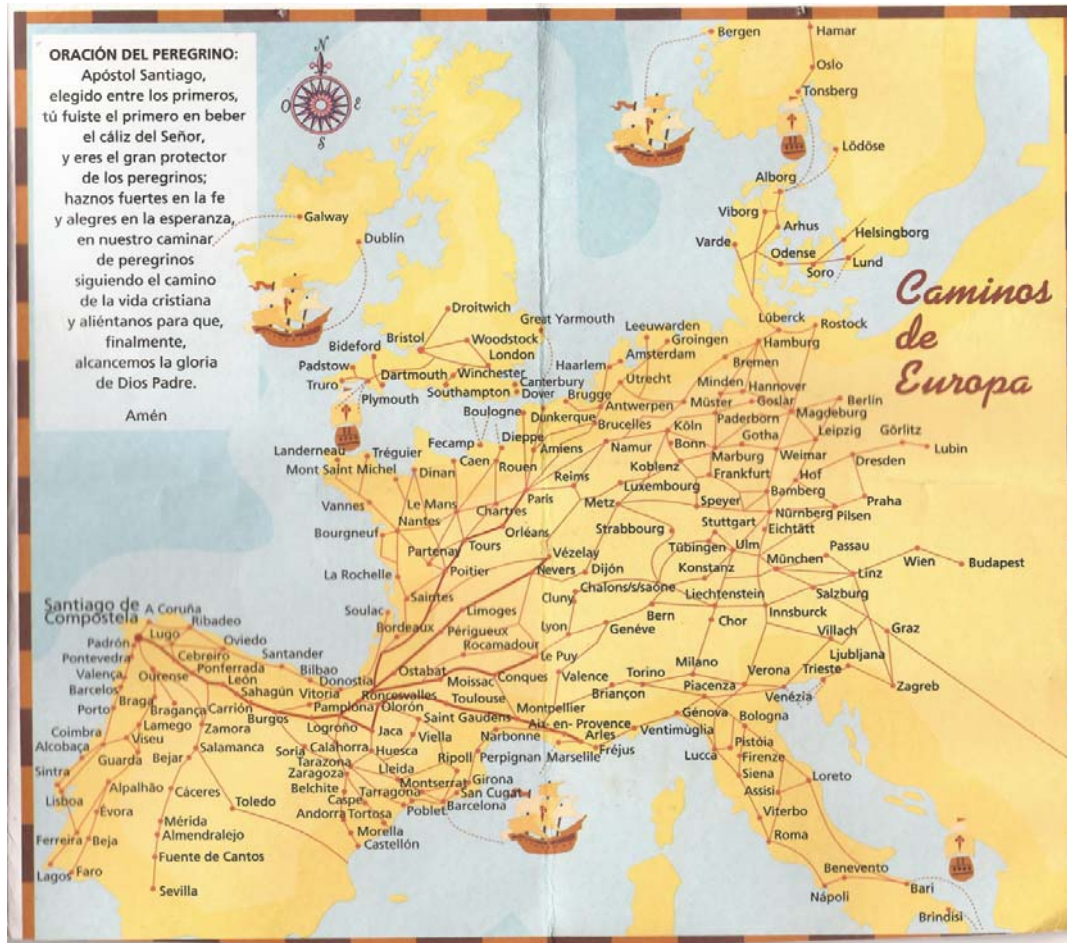 ORACIÓN DEL PEREGRINO:
Apóstol Santiago,
elegido entre los primeros,
tú fuiste el primero en beber
el cáliz del Señor,
y eres el gran protector
de los peregrinos;
haznos fuertes en la fe
y alegres en la esperanza,
en nuestro caminar
de peregrinos
siguiendo el camino
de la vida cristiana
y aliéntanos para que,
finalmente,
alcancemos la gloria
de Dios Padre.
Amén
N
O
E
S
Caminos
de
Europa
Bergen
Hamar
Oslo
Tonsberg
Lödöse
Alborg
Viborg
Arhus
Varde
Helsingborg
Odense
Soro
Lund
Galway
Dublín
Droitwich
Great Yarmouth
Bristol
Woodstock
London
Bideford
Padstow
Dartmouth
Winchester
Truro
Plymouth
Southampton
Canterbury
Dover
Leeuwarden
Groingen
Haarlem
Amsterdam
Utrecht
Lüberck
Rostock
Hamburg
Bremen
Minden
Hannover
Berlin
Brugge
Antwerpen
Müster
Goslar
Magdeburg
Boulogne
Dunkerque
Brucelles
Köln
Paderborn
Leipzig
Görlitz
Lubin
Fecamp
Dieppe
Amiens
Namur
Bonn
Gotha
Weimar
Dresden
Landerneau
Tréguier
Caen
Rouen
Koblenz
Marburg
Frankfurt
Hof
Mont Saint Michel
Dinan
Reims
Luxembourg
Bamberg
Vannes
Le Mans
Chartres
Paris
Metz
Speyer
Nürnberg
Praha
Pilsen
Bourgneuf
Nantes
Orléans
Strabbourg
Stuttgart
Eichtätt
Partenay
Tours
Vézelay
Tübingen
Ulm
München
Passau
Wien
Budapest
La Rochelle
Poitier
Nevers
Dijón
Konstanz
Linz
Saintes
Cluny
Chalons/s/saône
Liechtenstein
Salzburg
Soulac
Limoges
Bern
Innsburck
Santiago de
Compostela
A Coruña
Ribadeo
Bordeaux
Périgueux
Lyon
Genéve
Chor
Villach
Graz
Padrón
Lugo
Oviedo
Rocamadour
Le Puy
Ljubljana
Pontevedra
Cebreiro
Santander
Ostabat
Conques
Torino
Milano
Verona
Trieste
Valença
Ourense
Ponferrada
León
Bilbao
Donostia
Moissac
Valence
Briançon
Piacenza
Venézia
Zagreb
Barcelos
Braga
Sahagún
Vitoria
Roncesvalles
Toulouse
Porto
Bragança
Carrión
Pamplona
Olorón
Montpellier
Génova
Bologna
Coimbra
Lamego
Zamora
Burgos
Logroño
Jaca
Saint Gaudens
Au- en- Provence
Ventimuglia
Alcobaça
Viseu
Salamanca
Soria
Calahorra
Huesca
Viella
Narbonne
Arles
Fréjus
Pistóia
Guarda
Bejar
Tarazona
Ripoll
Perpignan
Marselile
Lucca
Firenze
Sintra
Zaragoza
Lleida
Montserrat
Girona
Siena
Loreto
Lisboa
Alpalhão
Cáceres
Toledo
Belchite
Tarragona
San Cugat
Assisi
Évora
Caspe
Poblet
Barcelona
Viterbo
Mérida
Andorra
Tortosa
Ferreira
Beja
Almendralejo
Morella
Roma
Fuente de Cantos
Castellón
Benevento
Lagos
Faro
Sevilla
Nápoli
Bari
Brindisi